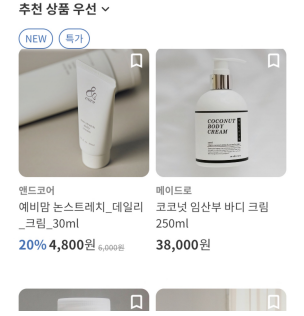 추천 상품 우선
NEW
특가
COCONUT
BODY
CREAM
앤드코어
예비맘 논스트레치_데일리
_크림_30ml
20% 4,800원 6,000원
메이드로
코코넛 임산부 바디 크림
250ml
38,000원